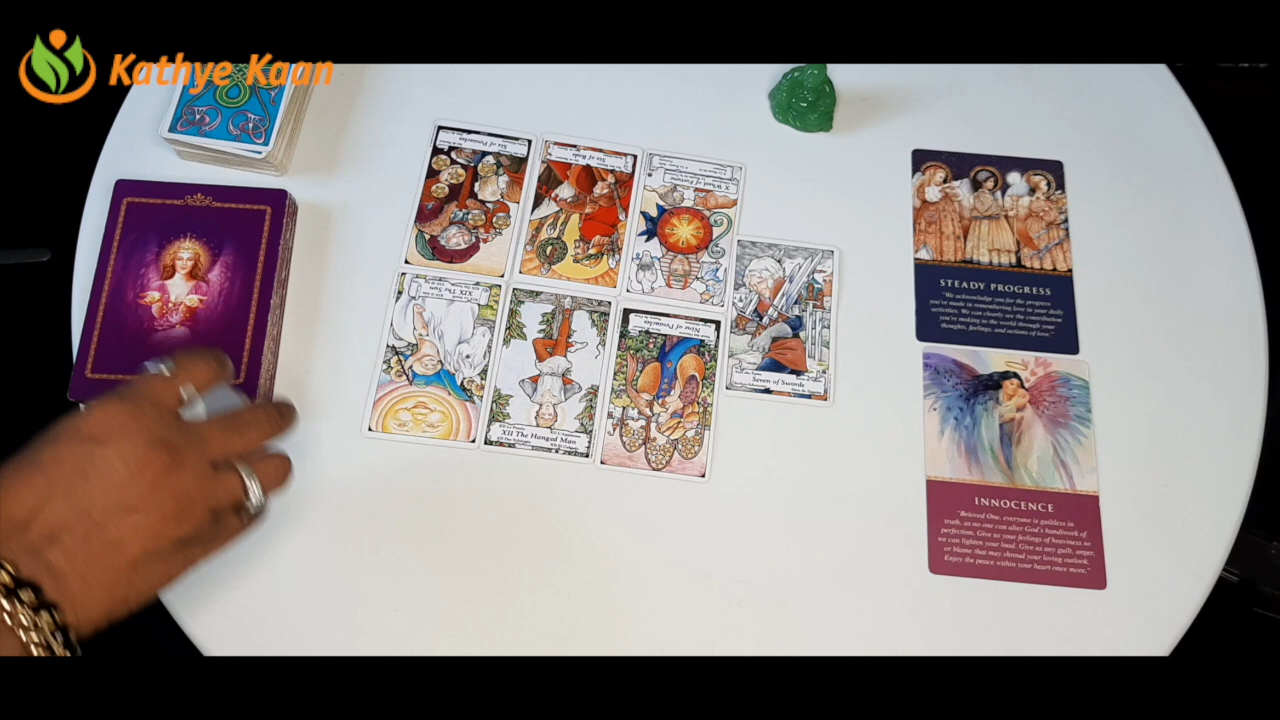 Kathye Kaan
Six of Pentacles
Six of Rods
X Wheel of Fortune
XIX The Sun
XII The Hanged Man
Nine of Pentacles
Seven of Swords
STEADY PROGRESS
"We acknowledge you for the progress
you've made in remembering love in your daily
activities. We can clearly see the contribution
you're making to the world through your
thoughts, feelings, and actions of love."
INNOCENCE
"Beloved One, everyone is guiltless in
truth, as no one can alter God's handiwork of
perfection. Give us your feelings of heaviness so
we can lighten your load. Give us any guilt, anger,
or blame that may shroud your loving outlook.
Enjoy the peace within your heart once more."